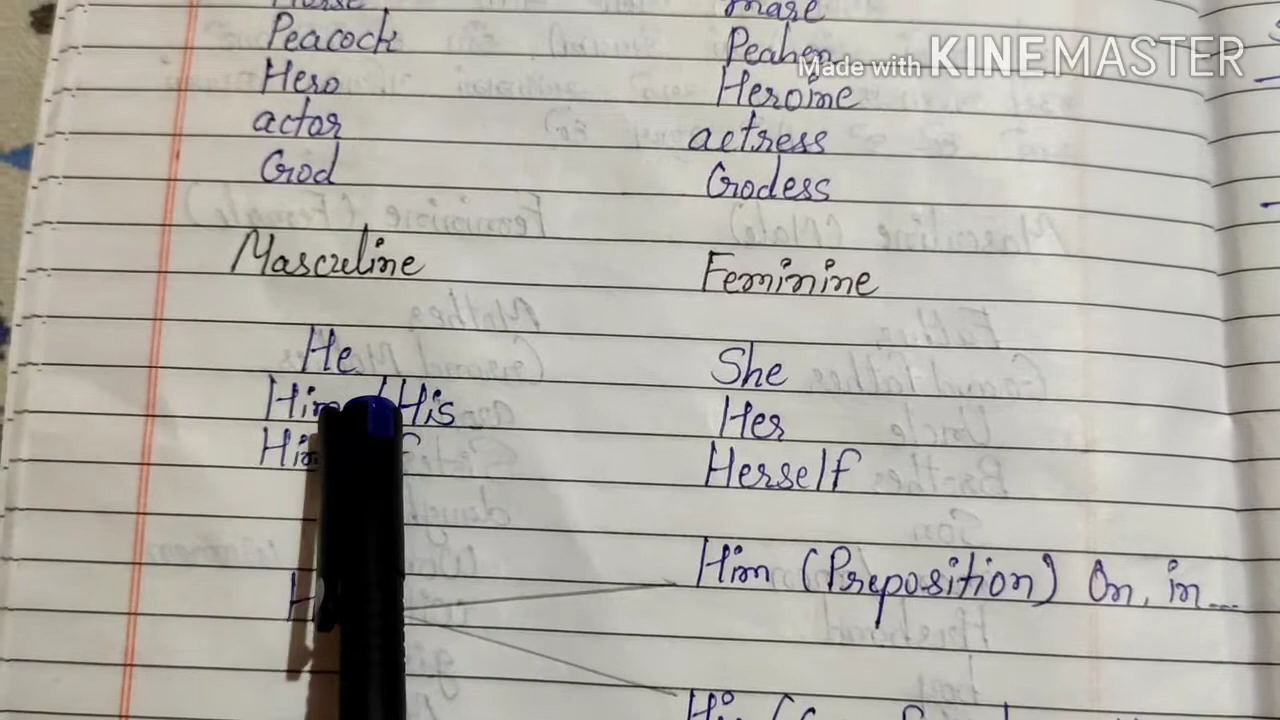 mare
Peacock Peahen
Made with KINEMASTER
Hero Heroine
actor actress
God Godess
Masculine Feminine
He She
His Her
Herself
Him (Preposition) On, in...